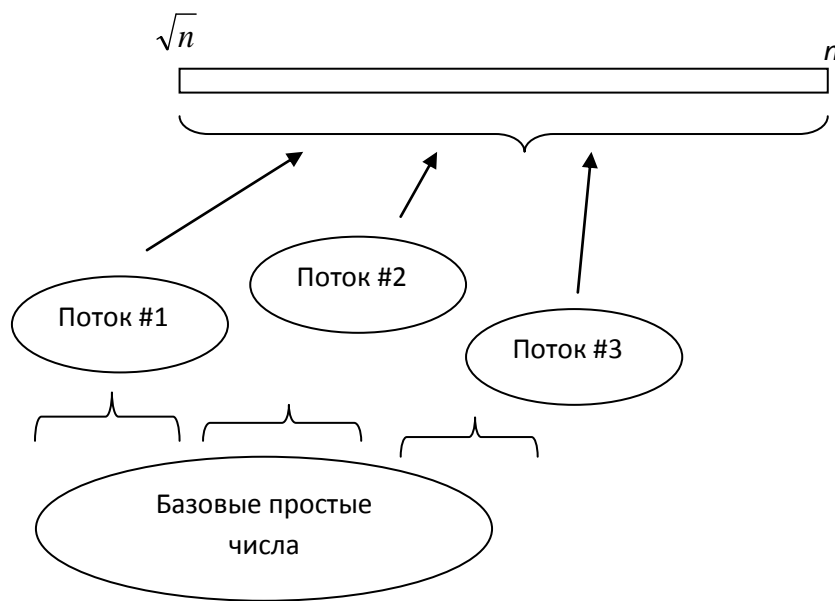 √n
n
Поток #1
Поток #2
Поток #3
Базовые простые
числа